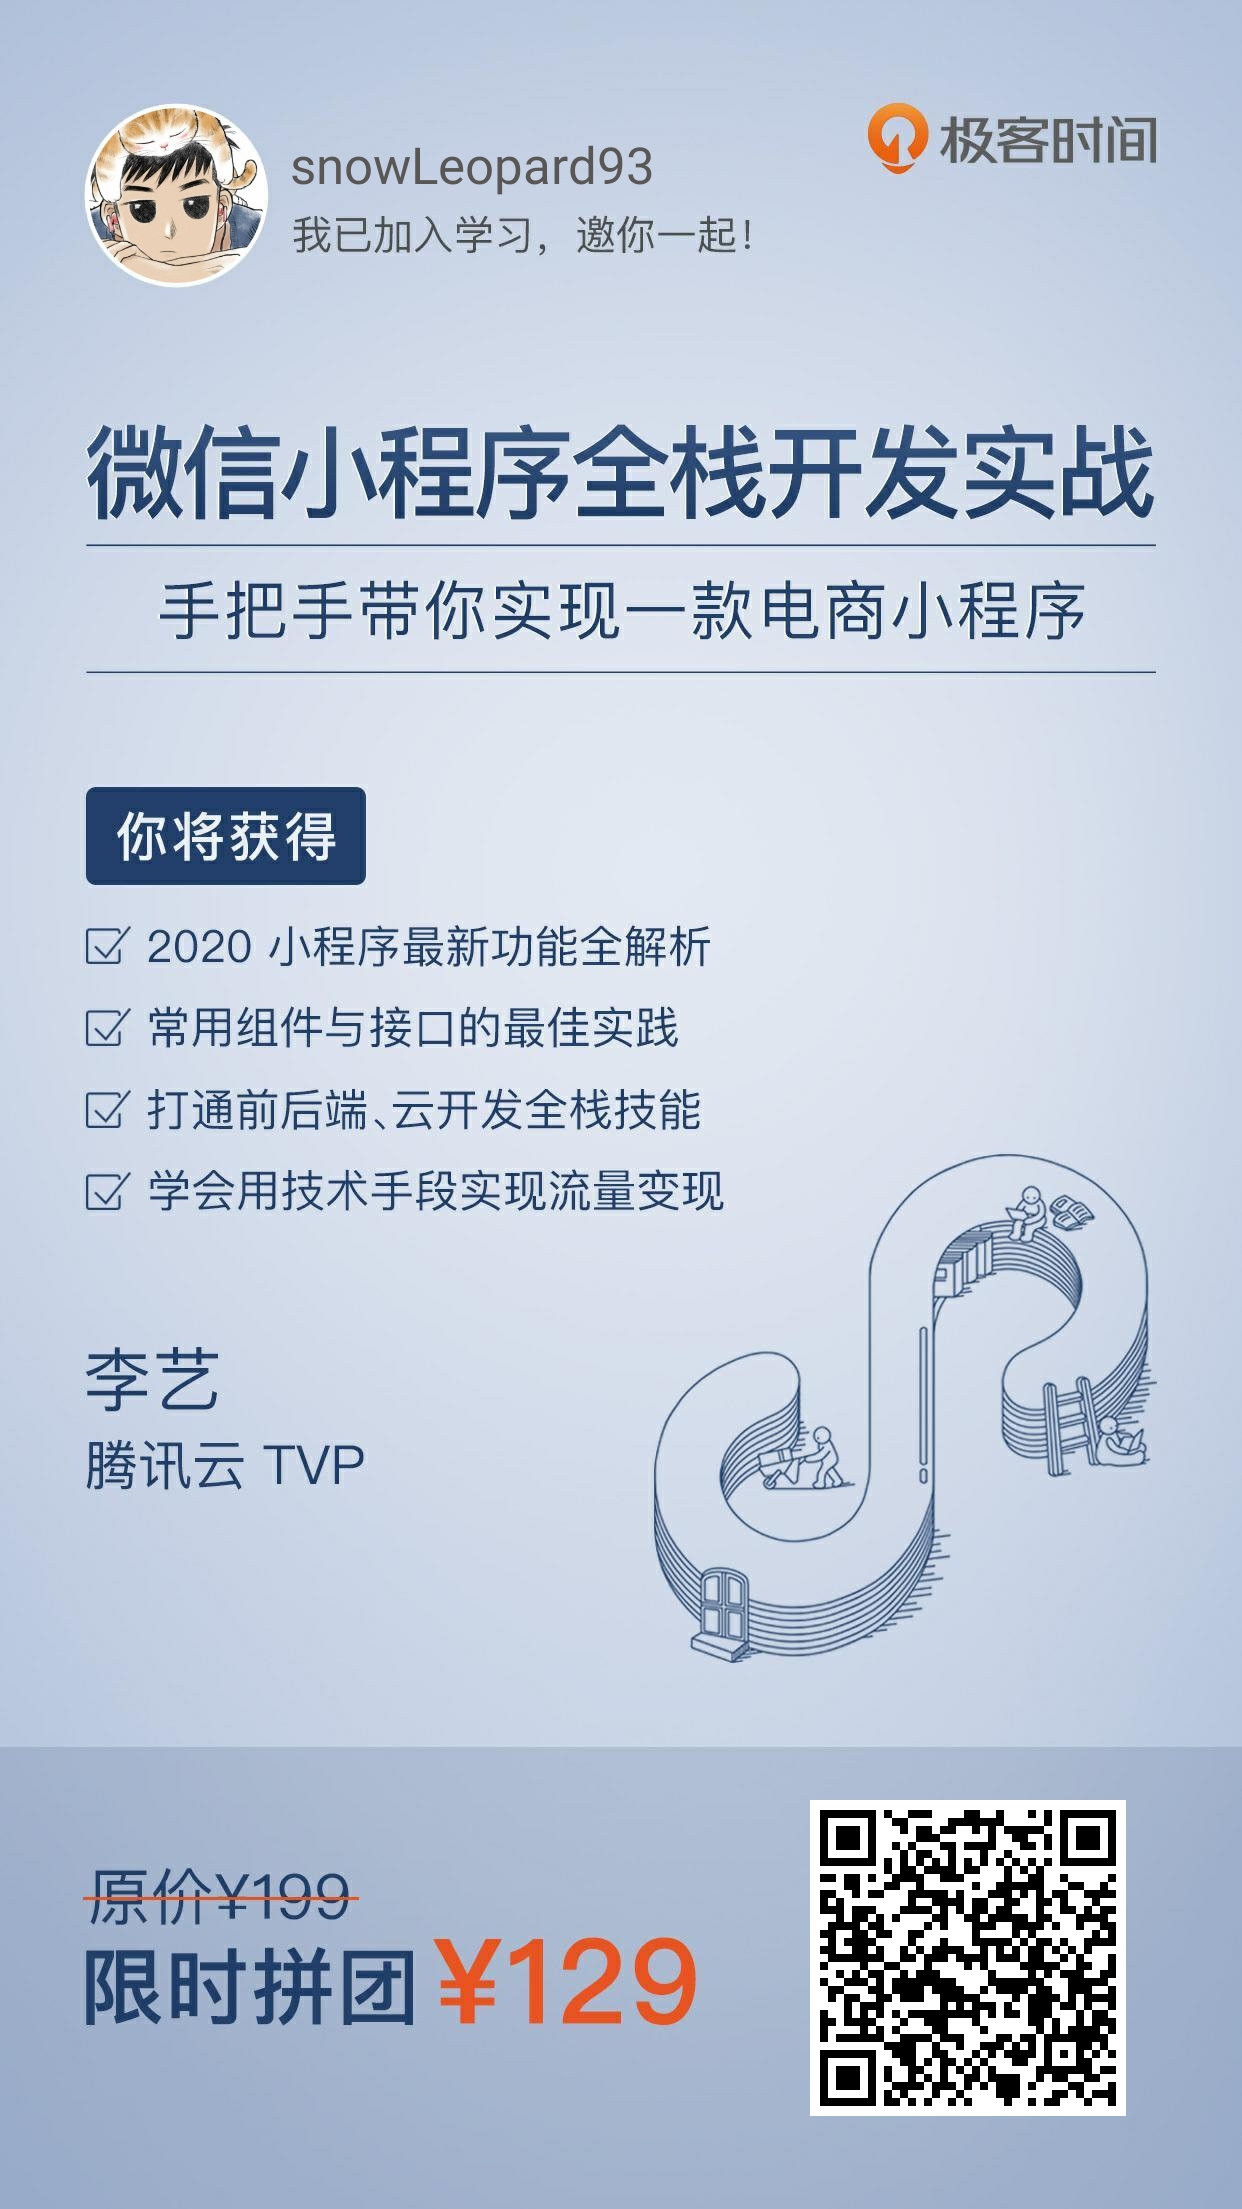 snowLeopard93
我已加入学习，邀你一起！
极客时间
微信小程序全栈开发实战
手把手带你实现一款电商小程序
你将获得
2020 小程序最新功能全解析
常用组件与接口的最佳实践
打通前后端、云开发全栈技能
学会用技术手段实现流量变现
李艺
腾讯云 TVP
原价¥199
限时拼团 ¥129